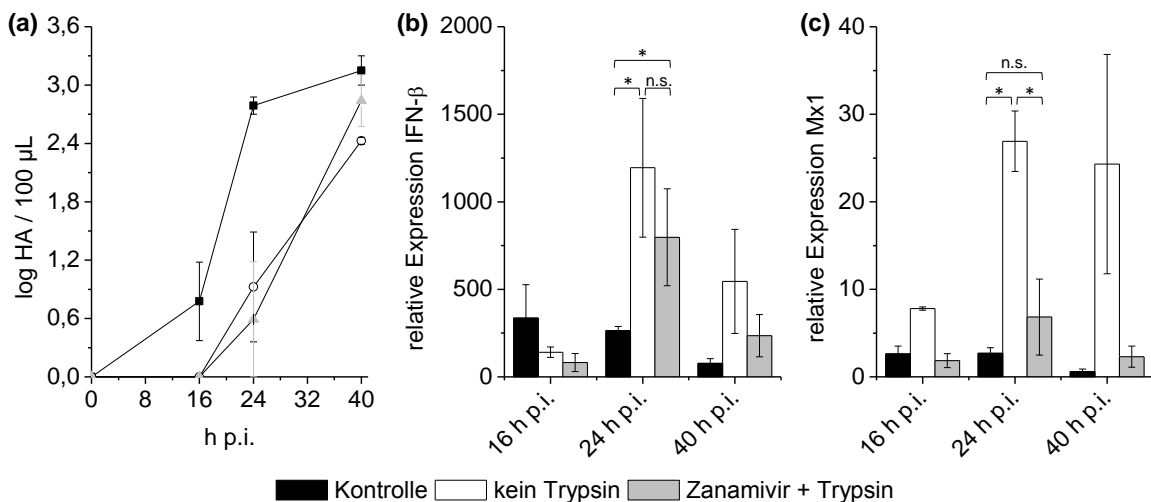 (a)
log HA / 100 µL
3,6
3,0
2,4
1,8
1,2
0,6
0,0
0 8 16 24 32 40
h p.i.
(b)
relative Expression IFN-β
2000
1500
1000
500
0
*
* n.s.
16 h p.i.
24 h p.i.
40 h p.i.
(c)
relative Expression Mx1
40
30
20
10
0
n.s.
* *
16 h p.i.
24 h p.i.
40 h p.i.
Kontrolle kein Trypsin Zanamivir + Trypsin